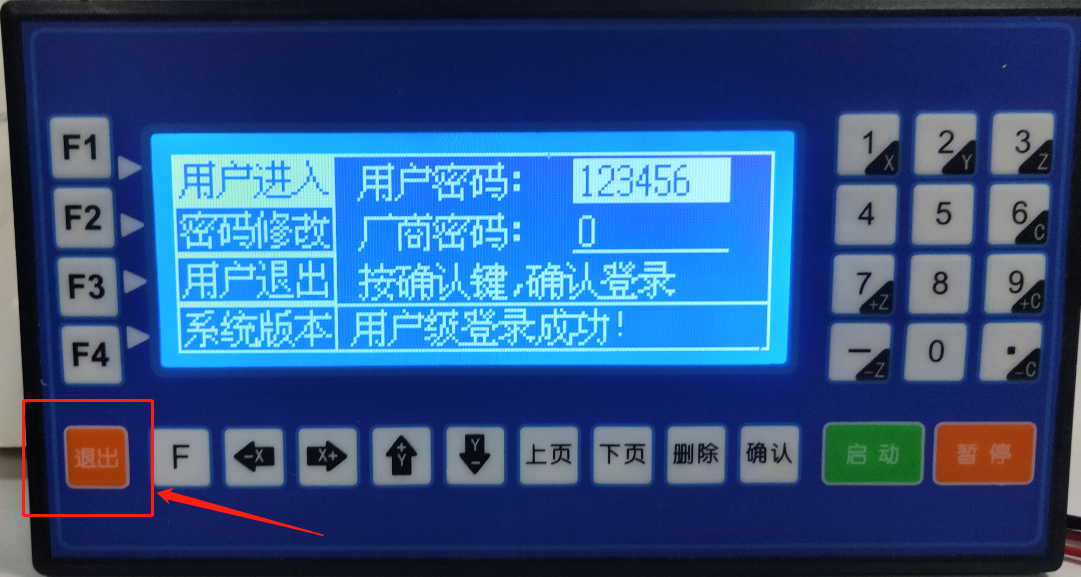 F1
F2
F3
F4
用户进入
密码修改
用户退出
系统版本
用户密码: 123456
厂商密码: 0
按确认键,确认登录
用户级登录成功!
1 X
2 Y
3 Z
4
5
6 C
7 +Z
8
9 +C
— -Z
0
. -C
退出
F
-X
X+
+Y
Y-
上页
下页
删除
确认
启动
暂停